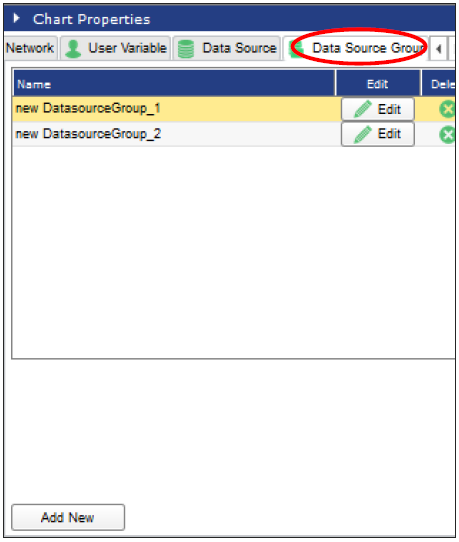 Chart Properties
Network User Variable Data Source Data Source Group
Name Edit Dele
new DatasourceGroup_1 Edit
new DatasourceGroup_2 Edit
Add New